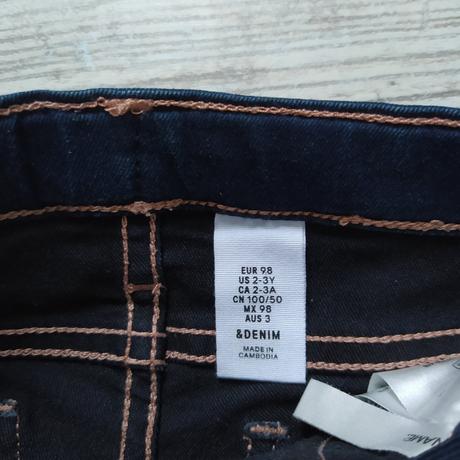 EUR 98
US 2-3Y
CA 2-3A
CN 100/50
MX 98
AUS 3
&DENIM
MADE IN
CAMBODIA
NAME